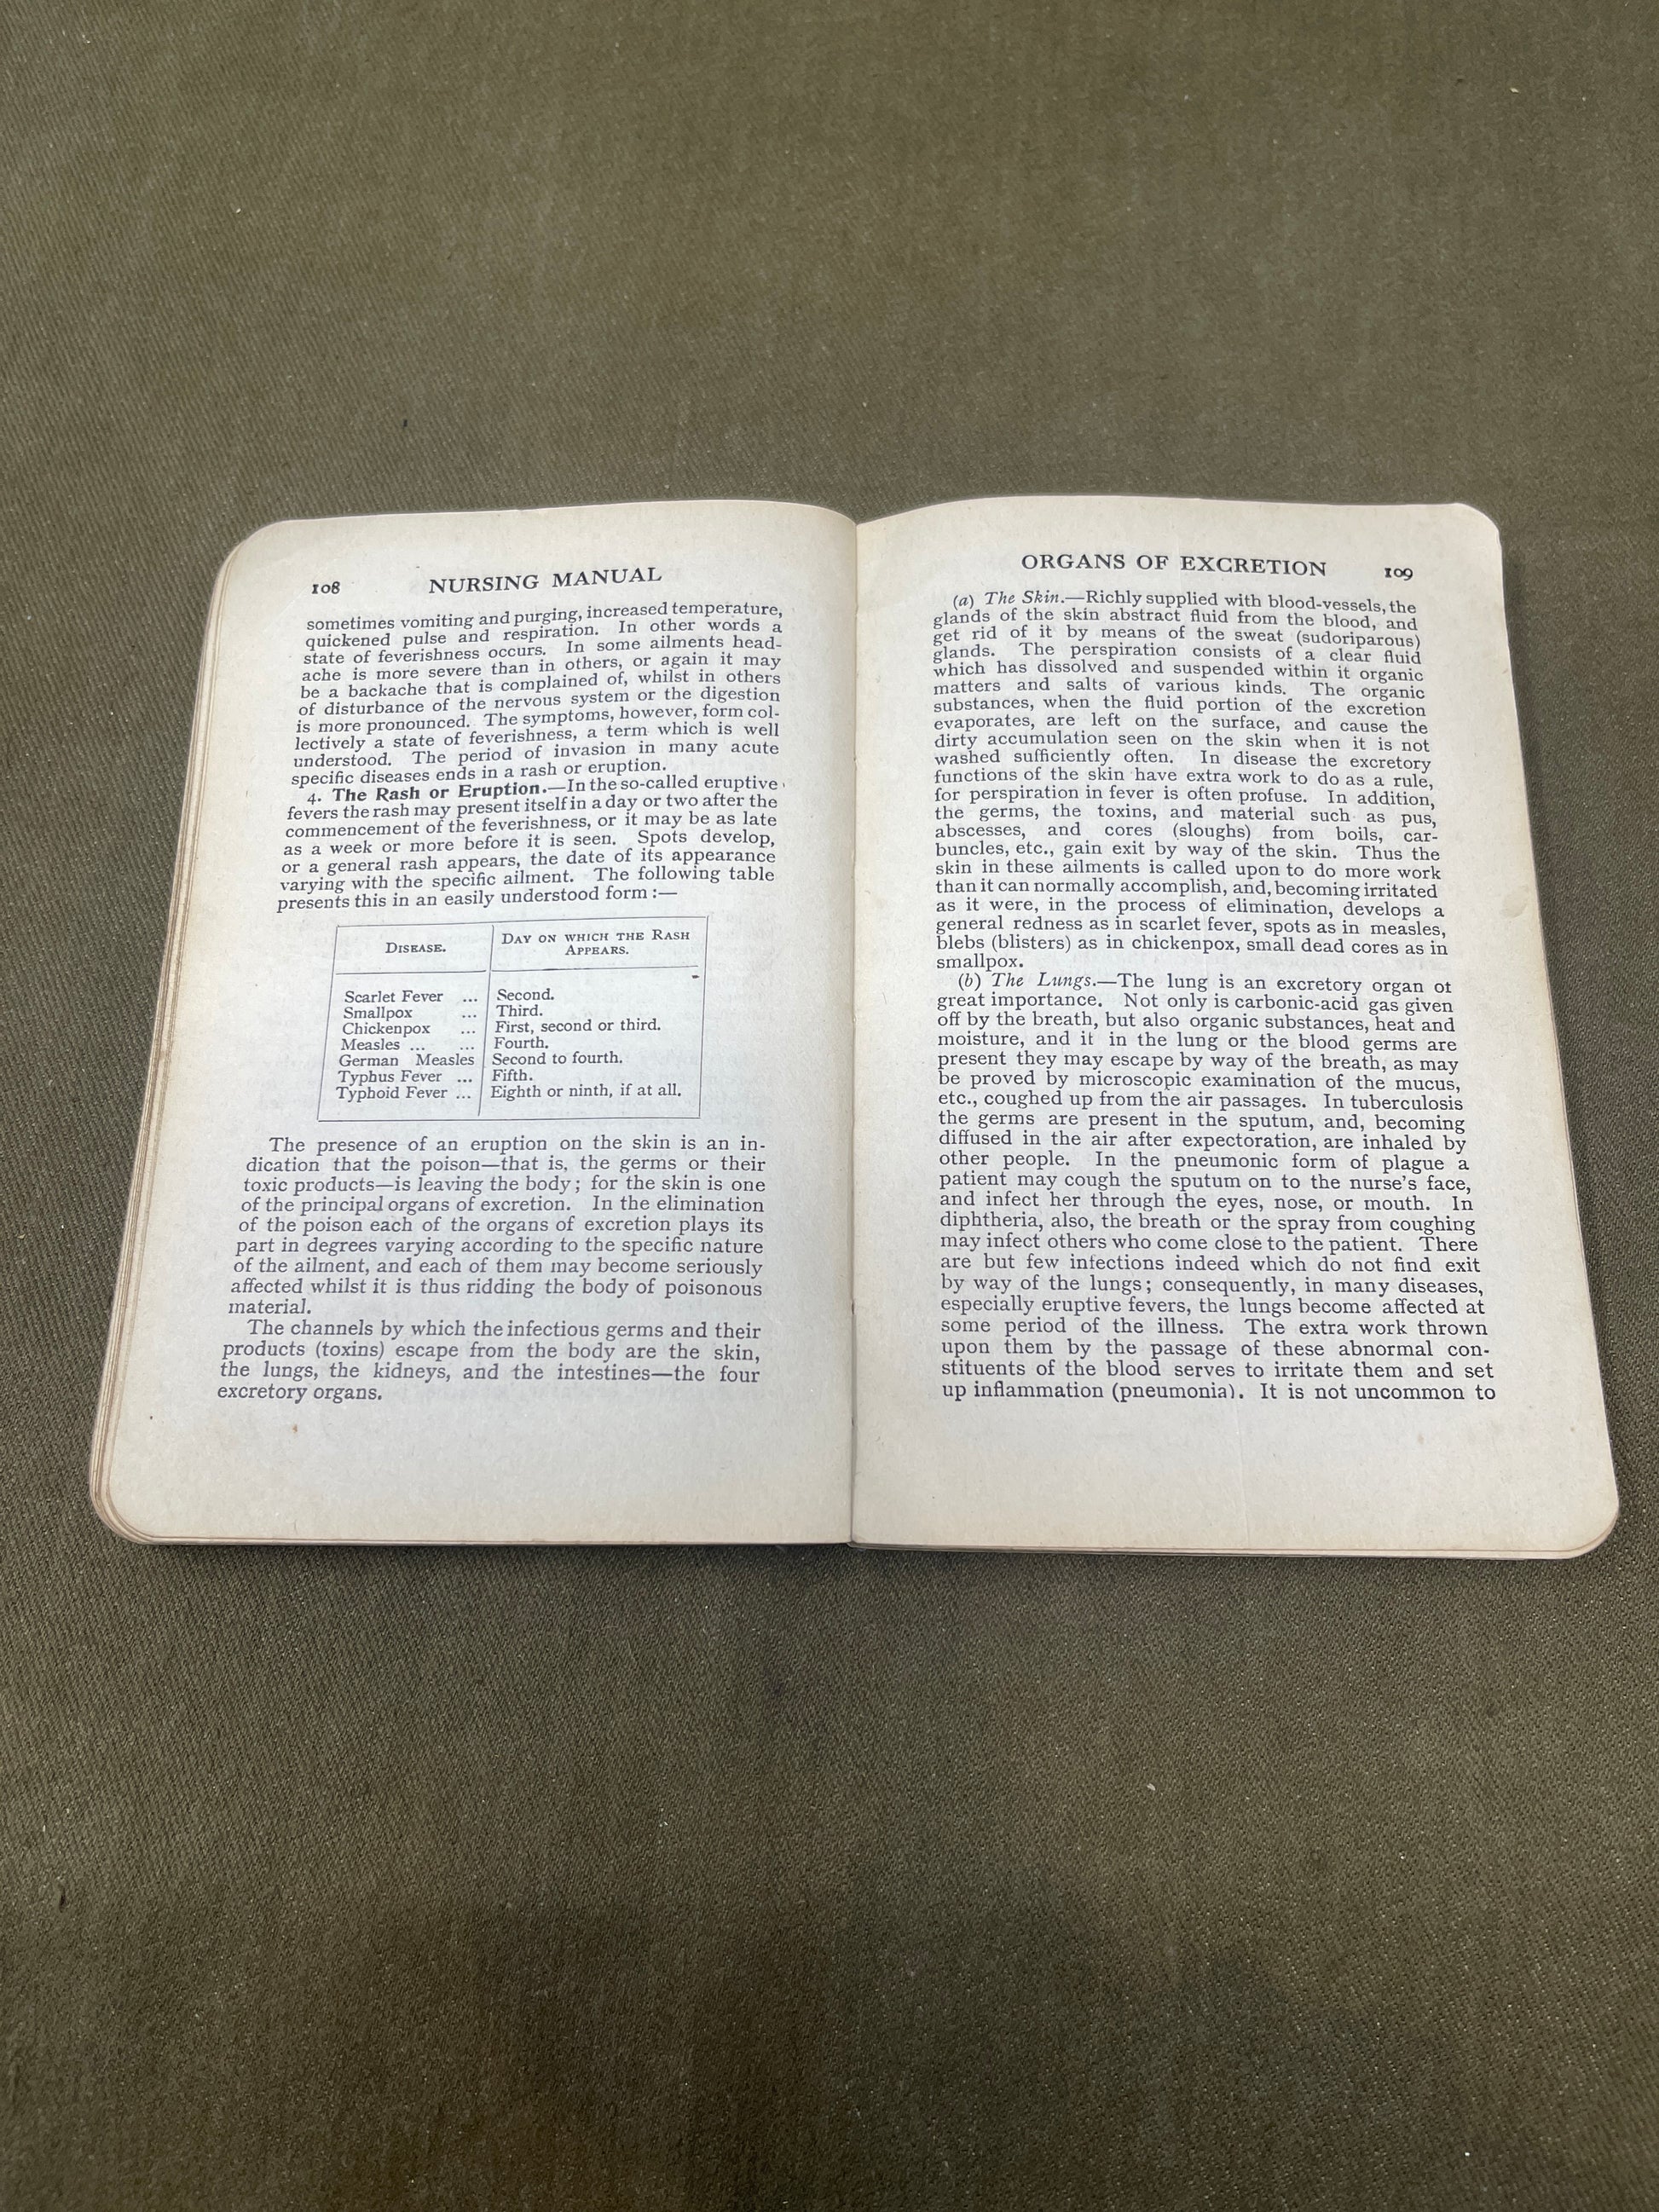 108 NURSING MANUAL
sometimes vomiting and purging, increased temperature,
quickened pulse and respiration. In other words a
state of feverishness occurs. In some ailments head-
ache is more severe than in others, or again it may
be a backache that is complained of, whilst in others
of disturbance of the nervous system or the digestion
is more pronounced. The symptoms, however, form col-
lectively a state of feverishness, a term which is well
understood. The period of invasion in many acute
specific diseases ends in a rash or eruption.
4. The Rash or Eruption.—In the so-called eruptive
fevers the rash may present itself in a day or two after the
commencement of the feverishness, or it may be as late
as a week or more before it is seen. Spots develop,
or a general rash appears, the date of its appearance
varying with the specific ailment. The following table
presents this in an easily understood form :—
DISEASE. DAY ON WHICH THE RASH
APPEARS.
Scarlet Fever ... Second.
Smallpox ... Third.
Chickenpox ... First, second or third.
Measles ... ... Fourth.
German Measles Second to fourth.
Typhus Fever ... Fifth.
Typhoid Fever ... Eighth or ninth, if at all.
The presence of an eruption on the skin is an in-
dication that the poison—that is, the germs or their
toxic products—is leaving the body; for the skin is one
of the principal organs of excretion. In the elimination
of the poison each of the organs of excretion plays its
part in degrees varying according to the specific nature
of the ailment, and each of them may become seriously
affected whilst it is thus ridding the body of poisonous
material.
The channels by which the infectious germs and their
products (toxins) escape from the body are the skin,
the lungs, the kidneys, and the intestines—the four
excretory organs.
ORGANS OF EXCRETION 109
(a) The Skin.—Richly supplied with blood-vessels, the
glands of the skin abstract fluid from the blood, and
get rid of it by means of the sweat (sudoriparous)
glands. The perspiration consists of a clear fluid
which has dissolved and suspended within it organic
matters and salts of various kinds. The organic
substances, when the fluid portion of the excretion
evaporates, are left on the surface, and cause the
dirty accumulation seen on the skin when it is not
washed sufficiently often. In disease the excretory
functions of the skin have extra work to do as a rule,
for perspiration in fever is often profuse. In addition,
the germs, the toxins, and material such as pus,
abscesses, and cores (sloughs) from boils, car-
buncles, etc., gain exit by way of the skin. Thus the
skin in these ailments is called upon to do more work
than it can normally accomplish, and, becoming irritated
as it were, in the process of elimination, develops a
general redness as in scarlet fever, spots as in measles,
blebs (blisters) as in chickenpox, small dead cores as in
smallpox.
(b) The Lungs.—The lung is an excretory organ ot
great importance. Not only is carbonic-acid gas given
off by the breath, but also organic substances, heat and
moisture, and it in the lung or the blood germs are
present they may escape by way of the breath, as may
be proved by microscopic examination of the mucus,
etc., coughed up from the air passages. In tuberculosis
the germs are present in the sputum, and, becoming
diffused in the air after expectoration, are inhaled by
other people. In the pneumonic form of plague a
patient may cough the sputum on to the nurse's face,
and infect her through the eyes, nose, or mouth. In
diphtheria, also, the breath or the spray from coughing
may infect others who come close to the patient. There
are but few infections indeed which do not find exit
by way of the lungs; consequently, in many diseases,
especially eruptive fevers, the lungs become affected at
some period of the illness. The extra work thrown
upon them by the passage of these abnormal con-
stituents of the blood serves to irritate them and set
up inflammation (pneumonia). It is not uncommon to